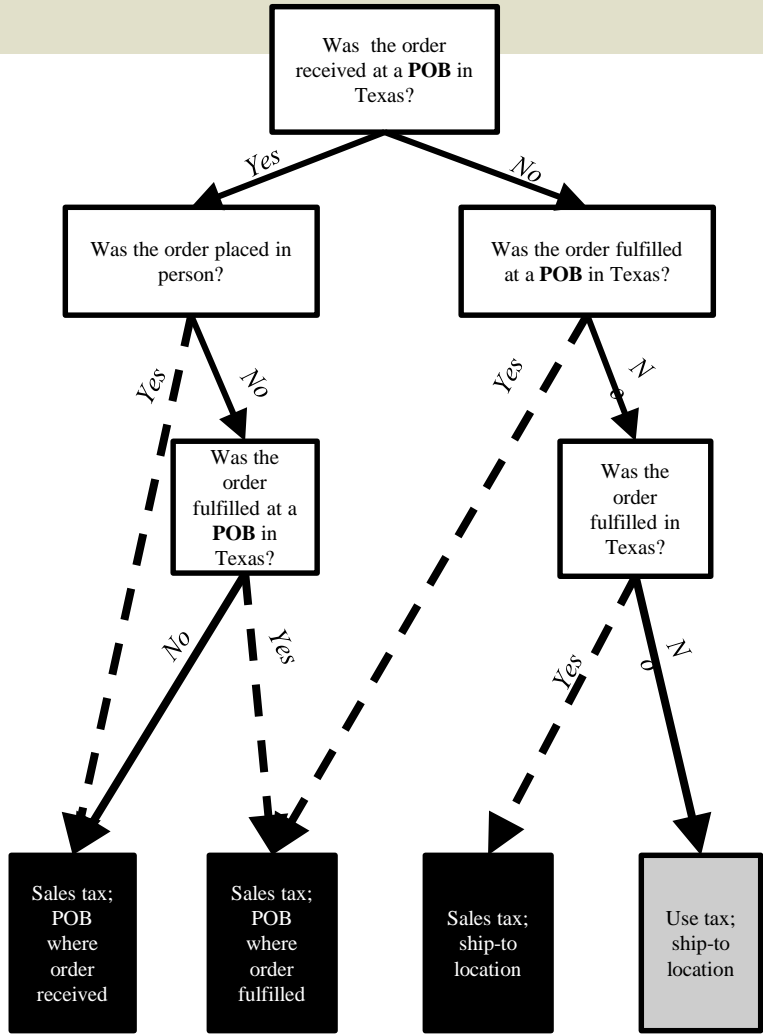 Was the order
received at a POB in
Texas?
Yes
No
Was the order placed in
person?
Was the order fulfilled
at a POB in Texas?
Yes
No
Yes
N
o
Was the
order
fulfilled at a
POB in
Texas?
Was the
order
fulfilled in
Texas?
No
Yes
Yes
N
o
Sales tax;
POB
where
order
received
Sales tax;
POB
where
order
fulfilled
Sales tax;
ship-to
location
Use tax;
ship-to
location